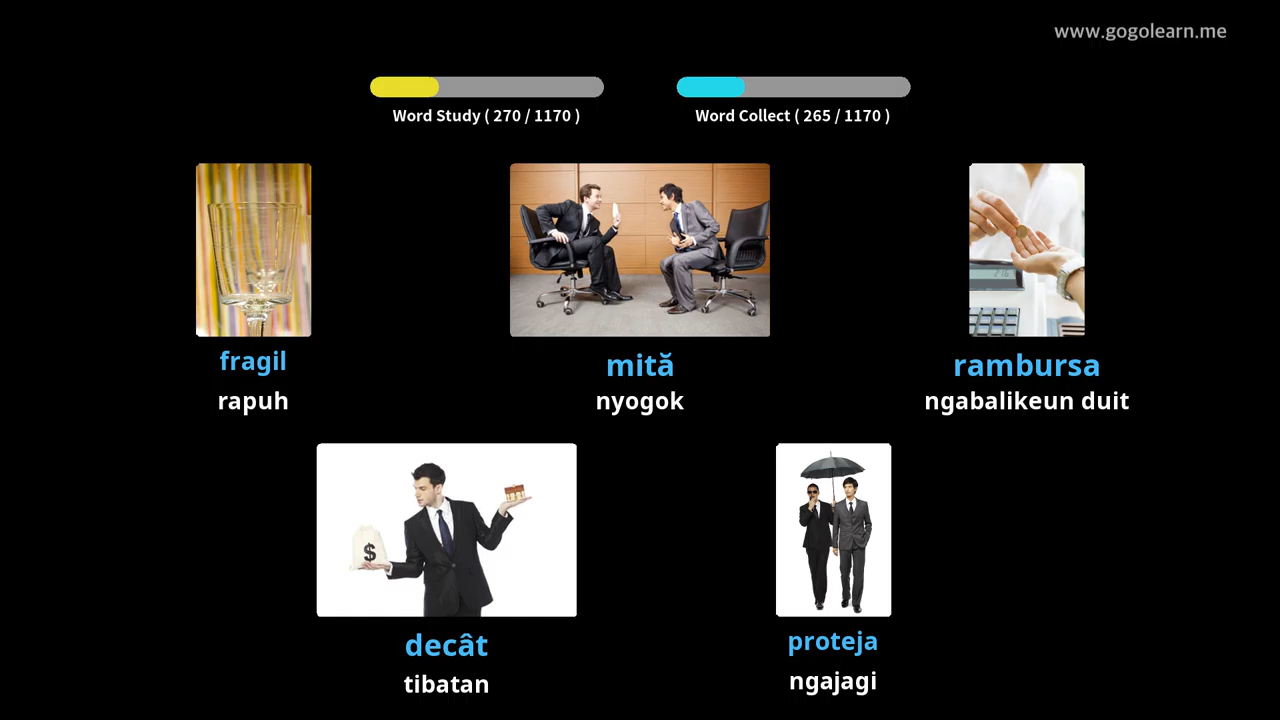 www.gogolearn.me
Word Study ( 270 / 1170 )
Word Collect ( 265 / 1170 )
fragil
rapuh
mită
nyogok
rambursa
ngabalikeun duit
$
decât
tibatan
proteja
ngajagi